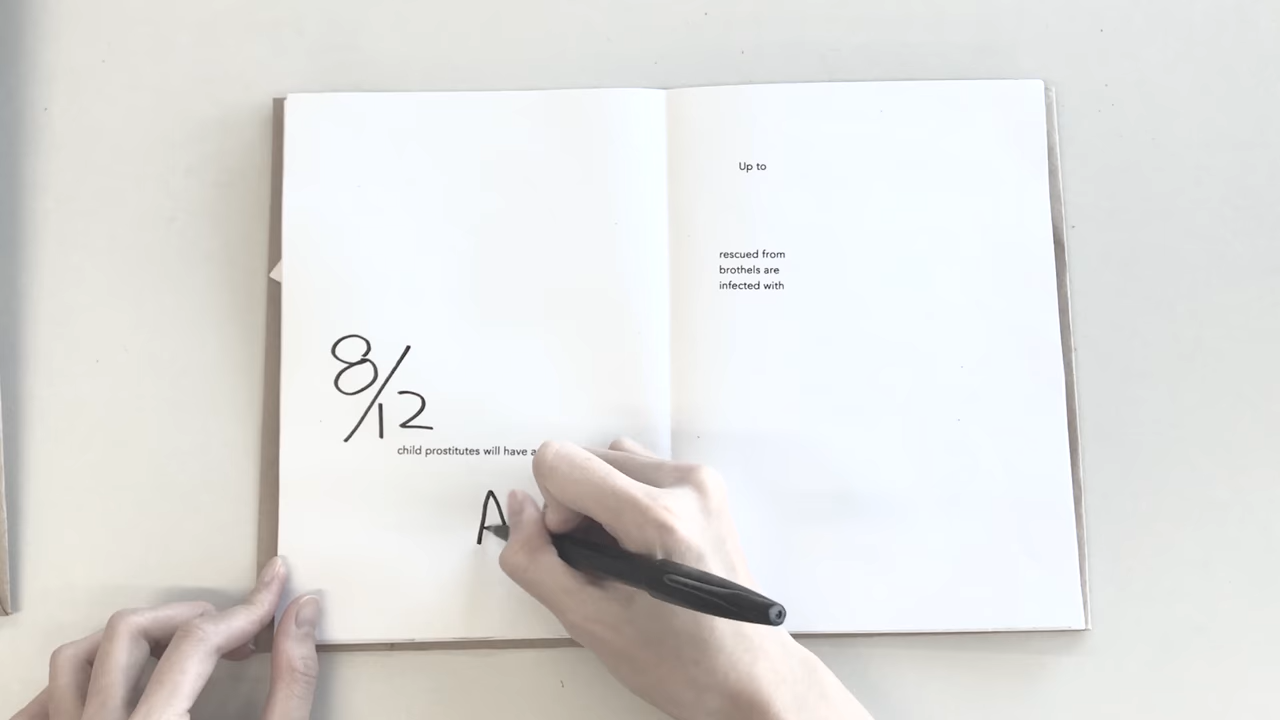 8/12
child prostitutes will have a
A
Up to
rescued from
brothels are
infected with